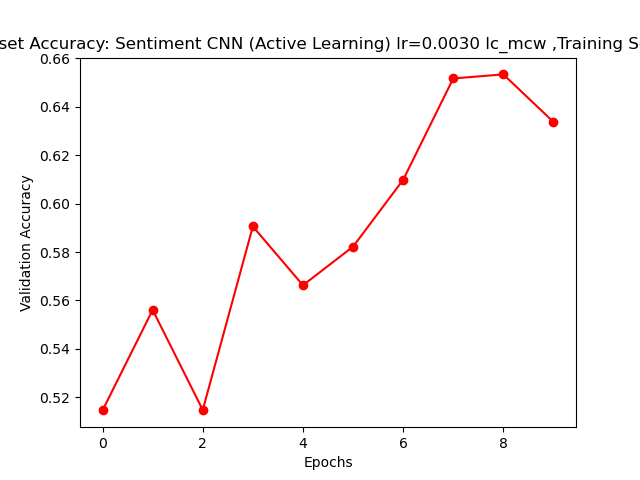 set Accuracy: Sentiment CNN (Active Learning) lr=0.0030 lc_mcw ,Training S
0.66
0.64
0.62
0.60
0.58
0.56
0.54
0.52
Validation Accuracy
0 2 4 6 8
Epochs